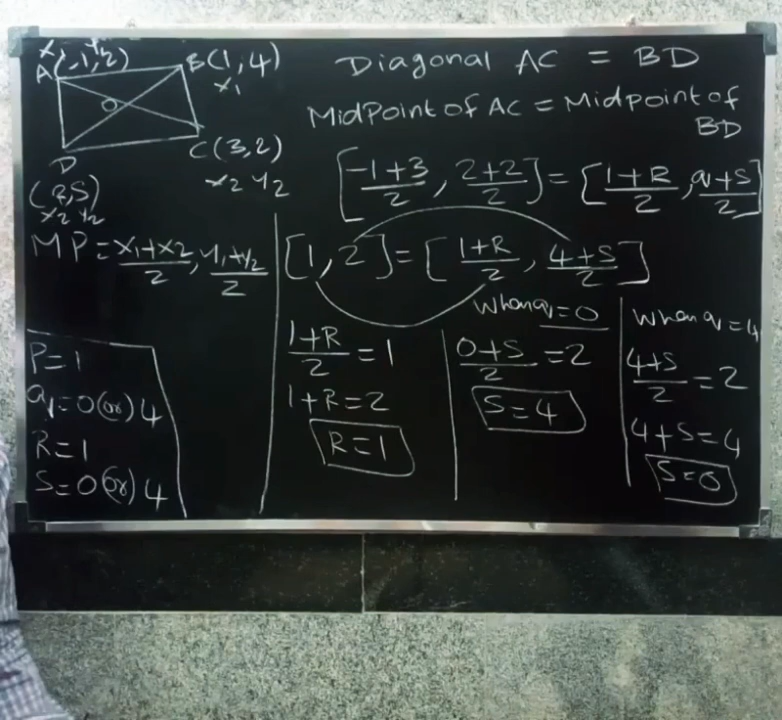 x₁ y₂
A(-1,2)
B(1,4)
x₁
O
D
C(3,2)
x₂ y₂
(R,S)
x₂ y₂
MP = x₁+x₂/2, y₁+y₂/2
P=1
q=0(or) 4
R=1
S=0(or) 4
Diagonal AC = BD
MidPoint of AC = Midpoint of
BD
[-1+3/2, 2+2/2] = [1+R/2, q+S/2]
[1,2] = [1+R/2, 4+S/2]
1+R/2 = 1
1+R=2
R=1
When q=0
0+S/2 = 2
S=4
When q=4
4+S/2 = 2
4+S=4
S=0